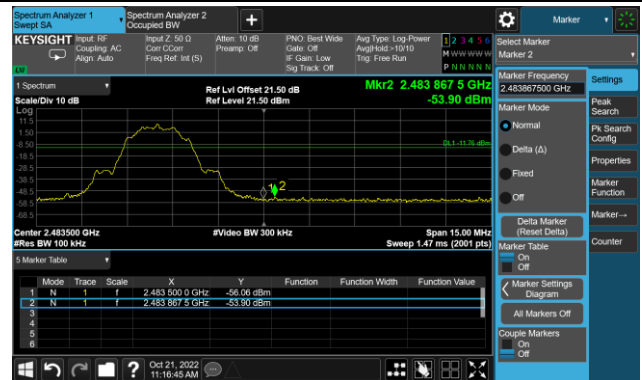 Spectrum Analyzer 1
Swept SA
Spectrum Analyzer 2
Occupied BW
Marker
KEYSIGHT
Input: RF
Coupling: AC
Align: Auto
Input Z: 50 Ω
Corr CCorr
Freq Ref: Int (S)
Atten: 10 dB
Preamp: Off
PNO: Best Wide
Gate: Off
IF Gain: Low
Sig Track: Off
Avg Type: Log-Power
Avg|Hold:>10/10
Trig: Free Run
1 2 3 4 5 6
M W W W W W
P N N N N N
Select Marker
Marker 2
1 Spectrum
Scale/Div 10 dB
Log
Ref Lvl Offset 21.50 dB
Ref Level 21.50 dBm
Mkr2 2.483 867 5 GHz
-53.90 dBm
11.5
1.50
-8.50
-18.5
-28.5
-38.5
-48.5
-58.5
-68.5
DL1 -11.76 dBm
1
2
Center 2.483500 GHz
#Res BW 100 kHz
#Video BW 300 kHz
Span 15.00 MHz
Sweep 1.47 ms (2001 pts)
5 Marker Table
Mode Trace Scale X Y Function Function Width Function Value
1 N 1 f 2.483 500 0 GHz -56.06 dBm
2 N 1 f 2.483 867 5 GHz -53.90 dBm
3
4
5
6
Marker Frequency
2.483867500 GHz
Marker Mode
Normal
Delta (Δ)
Fixed
Off
Delta Marker
(Reset Delta)
Marker Table
On
Off
Marker Settings
Diagram
All Markers Off
Couple Markers
On
Off
Settings
Peak
Search
Pk Search
Config
Properties
Marker
Function
Marker→
Counter
Oct 21, 2022
11:16:45 AM